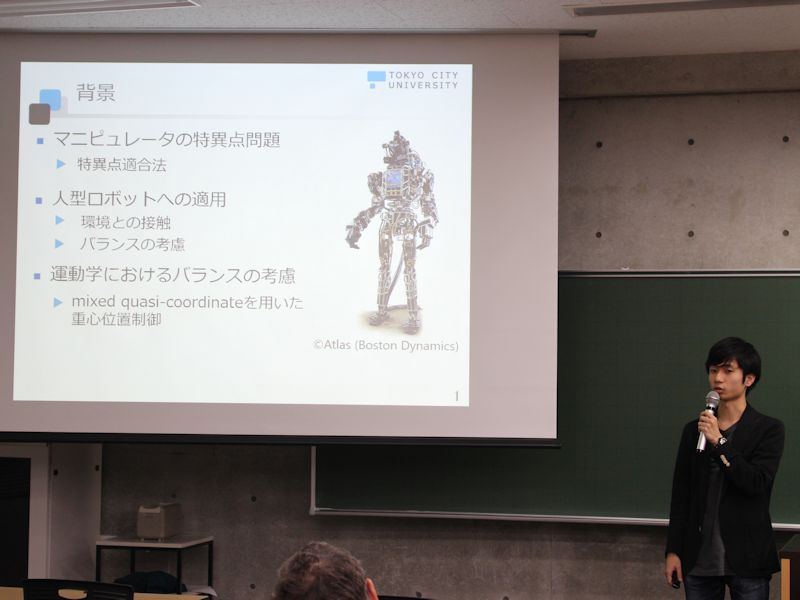 背景
TOKYO CITY
UNIVERSITY
マニピュレータの特異点問題
特異点適合法
人型ロボットへの適用
環境との接触
バランスの考慮
運動学におけるバランスの考慮
mixed quasi-coordinateを用いた
重心位置制御
©Atlas (Boston Dynamics)
1